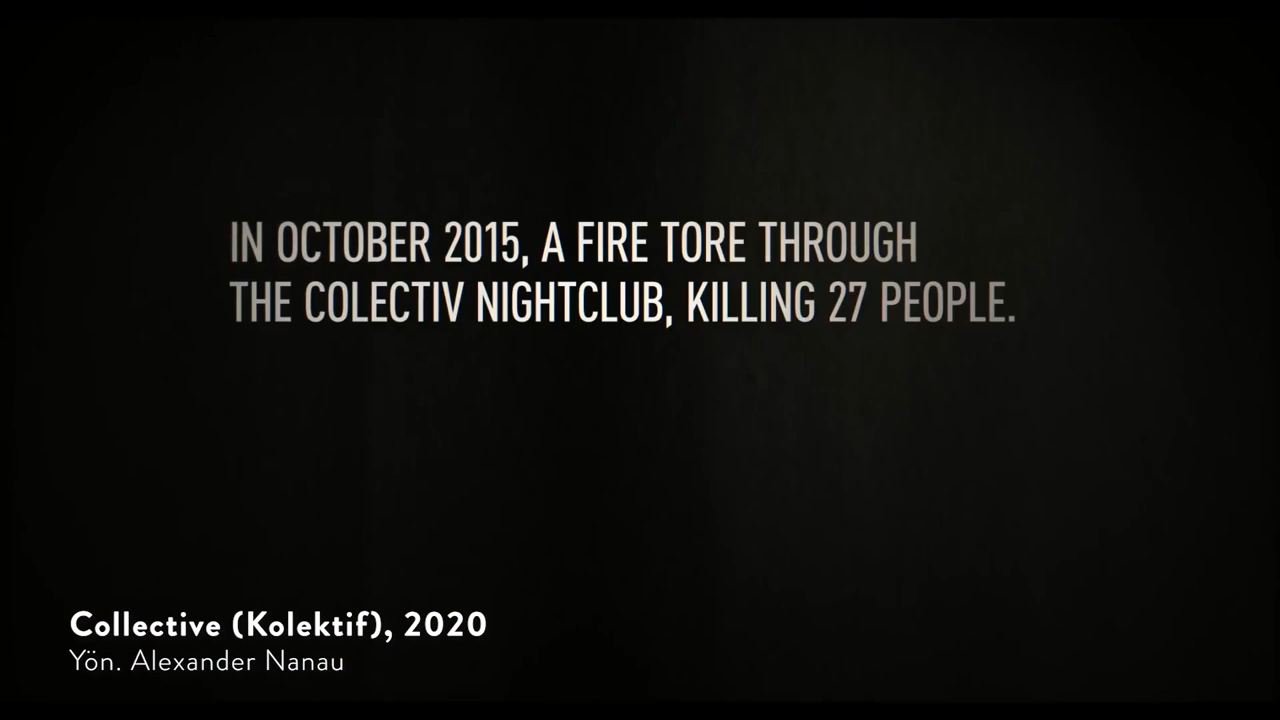 IN OCTOBER 2015, A FIRE TORE THROUGH
THE COLECTIV NIGHTCLUB, KILLING 27 PEOPLE.
Collective (Kolektif), 2020
Yön. Alexander Nanau